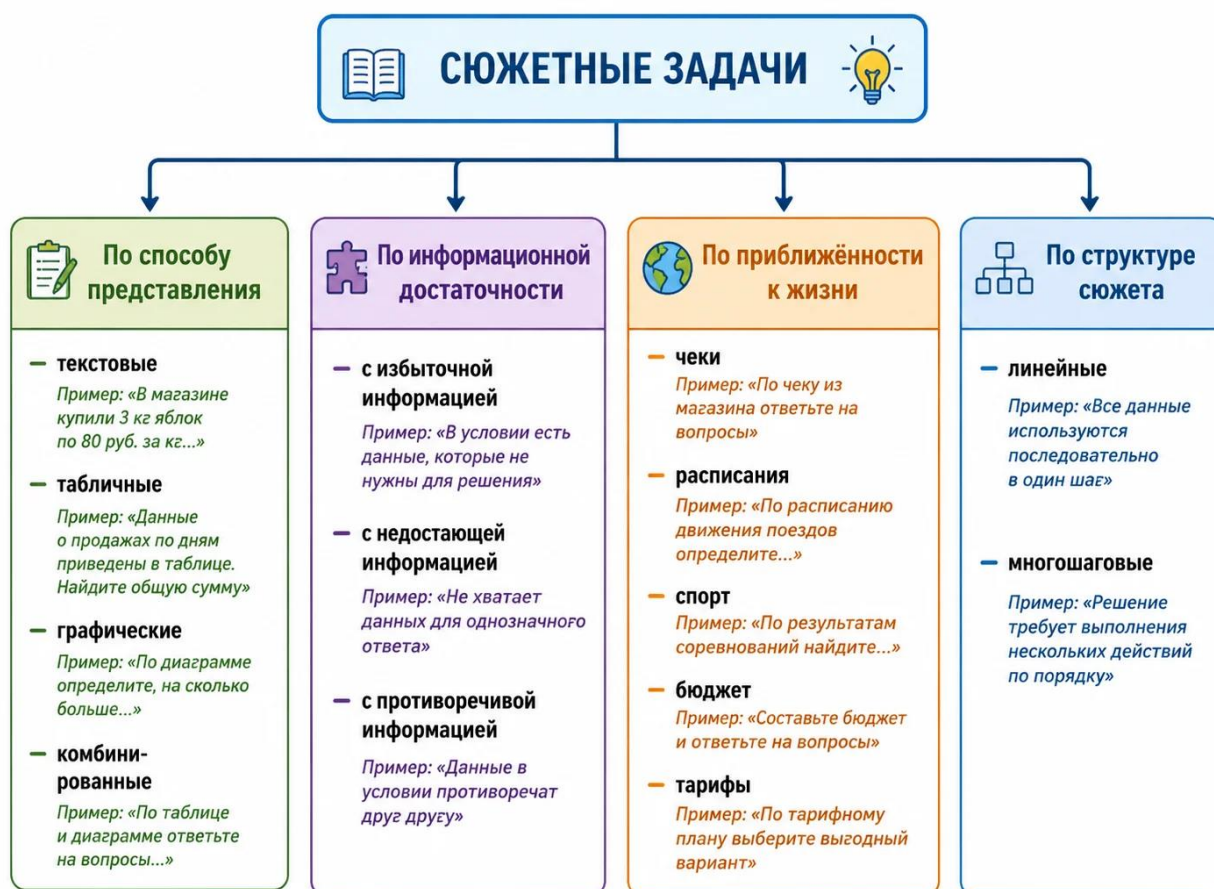 СЮЖЕТНЫЕ ЗАДАЧИ
По способу
представления
— текстовые
Пример: «В магазине
купили 3 кг яблок
по 80 руб. за кг...»
— табличные
Пример: «Данные
о продажах по дням
приведены в таблице.
Найдите общую сумму»
— графические
Пример: «По диаграмме
определите, на сколько
больше...»
— комбини-
рованные
Пример: «По таблице
и диаграмме ответьте
на вопросы...»
По информационной
достаточности
— с избыточной
информацией
Пример: «В условии есть
данные, которые не
нужны для решения»
— с недостающей
информацией
Пример: «Не хватает
данных для однозначного
ответа»
— с противоречивой
информацией
Пример: «Данные в
условии противоречат
друг другу»
По приближённости
к жизни
— чеки
Пример: «По чеку из
магазина ответьте на
вопросы»
— расписания
Пример: «По расписанию
движения поездов
определите...»
— спорт
Пример: «По результатам
соревнований найдите...»
— бюджет
Пример: «Составьте бюджет
и ответьте на вопросы»
— тарифы
Пример: «По тарифному
плану выберите выгодный
вариант»
По структуре
сюжета
— линейные
Пример: «Все данные
используются
последовательно
в один шаг»
— многошаговые
Пример: «Решение
требует выполнения
нескольких действий
по порядку»